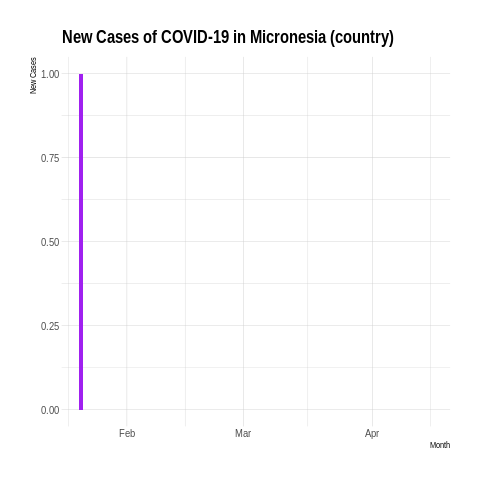 New Cases of COVID-19 in Micronesia (country)
New Cases
1.00
0.75
0.50
0.25
0.00
Feb Mar Apr
Month